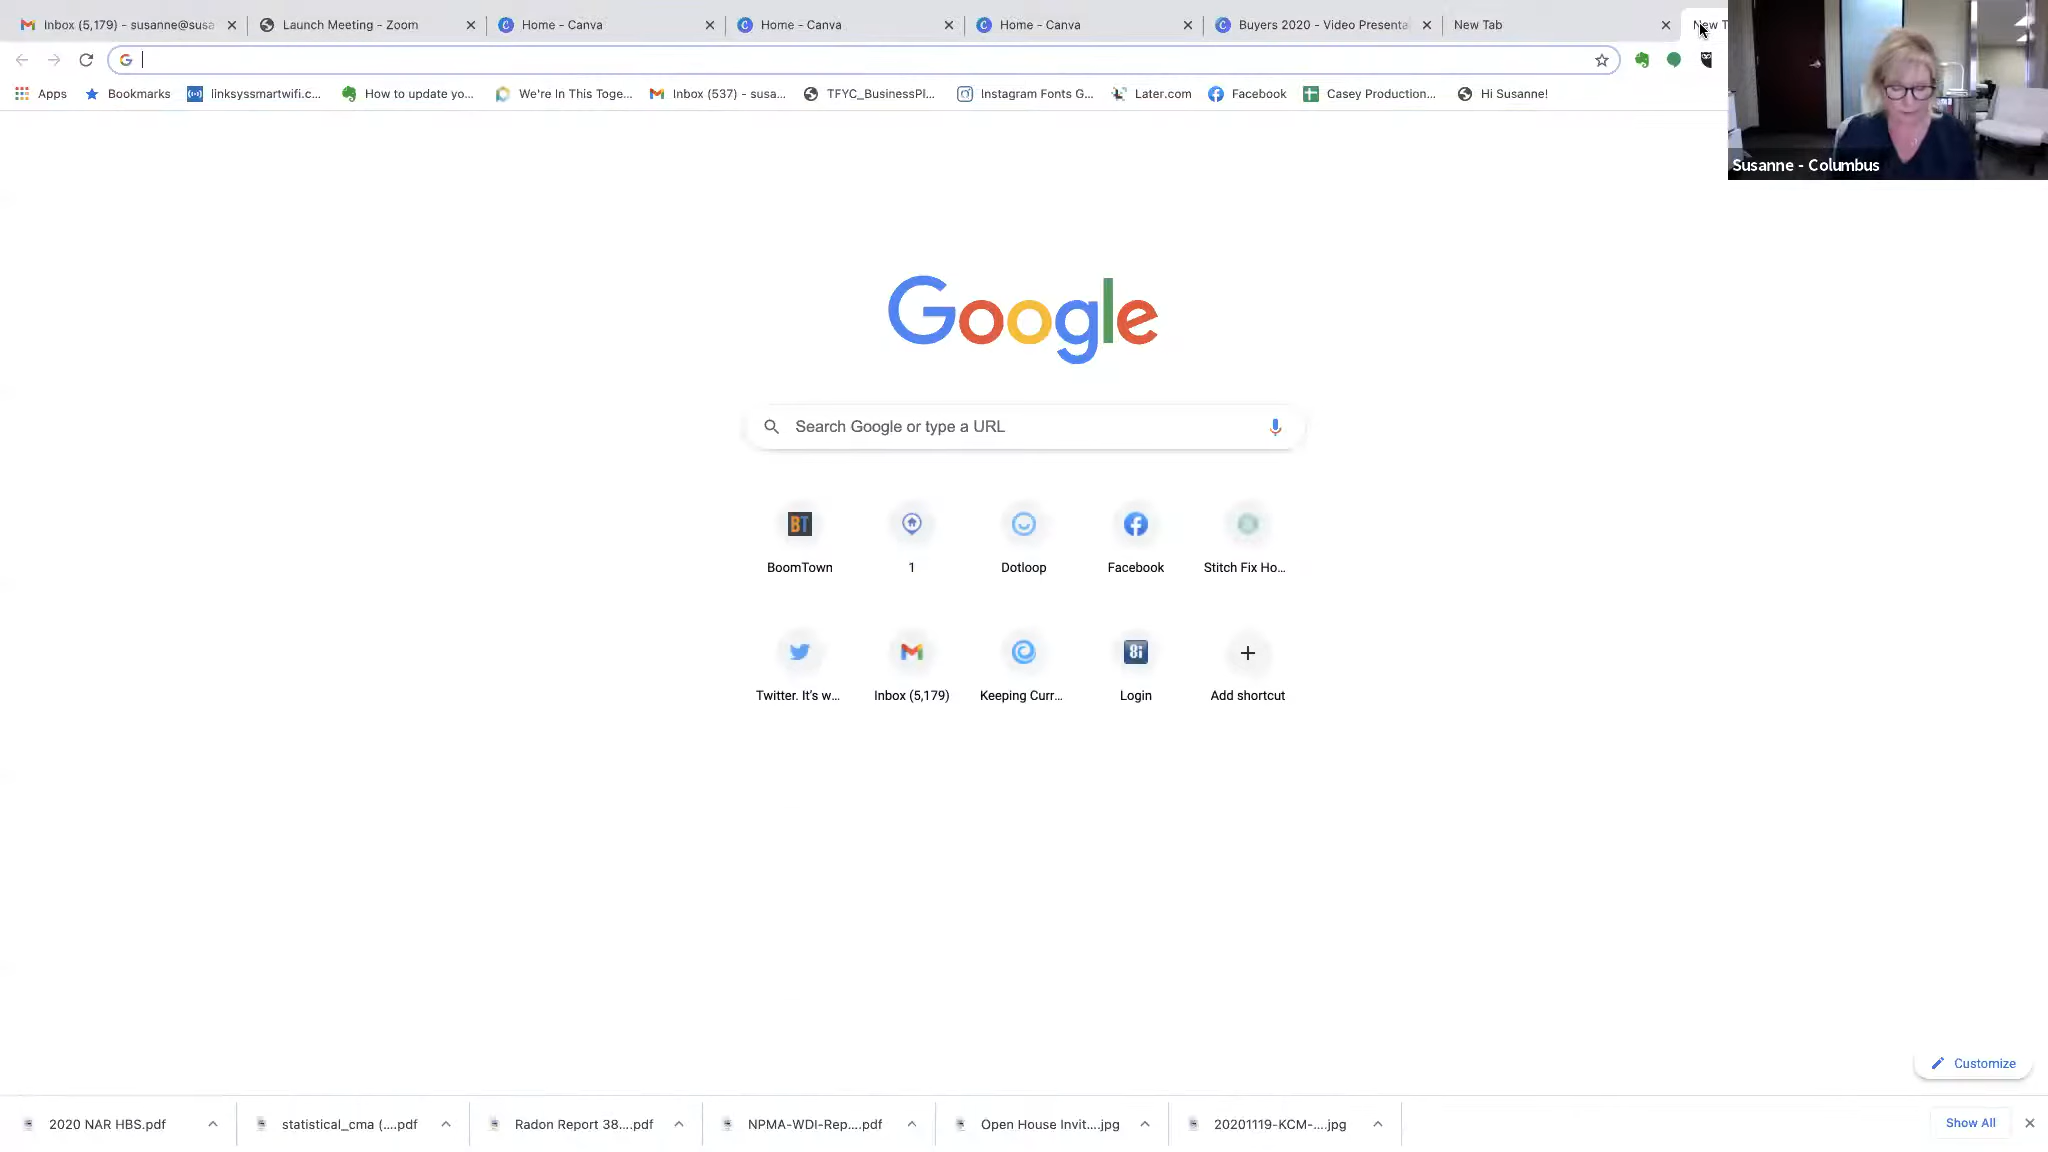 Inbox (5,179) - susanne@susa
Launch Meeting - Zoom
Home - Canva
Home - Canva
Home - Canva
Buyers 2020 - Video Presenta
New Tab
New T
Apps
Bookmarks
linksyssmartwifi.c...
How to update yo...
We're In This Toge...
Inbox (537) - susa...
TFYC_BusinessPl...
Instagram Fonts G...
Later.com
Facebook
Casey Production...
Hi Susanne!
Susanne - Columbus
Google
Search Google or type a URL
BT
BoomTown
1
Dotloop
Facebook
Stitch Fix Ho...
8i
Twitter. It's w...
Inbox (5,179)
Keeping Curr...
Login
Add shortcut
Customize
2020 NAR HBS.pdf
statistical_cma (....pdf
Radon Report 38....pdf
NPMA-WDI-Rep....pdf
Open House Invit....jpg
20201119-KCM-....jpg
Show All